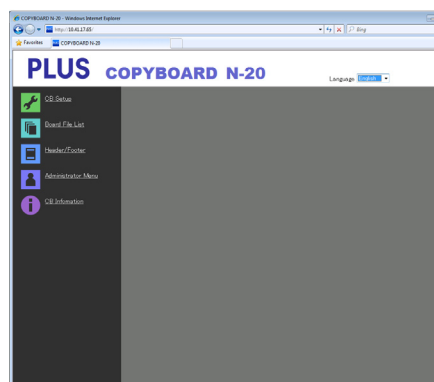 COPYBOARD N-20 - Windows Internet Explorer
http://10.41.17.65/
Bing
Favorites COPYBOARD N-20
PLUS COPYBOARD N-20
Language English
CB Setup
Board File List
Header/Footer
Administrator Menu
CB Infomation